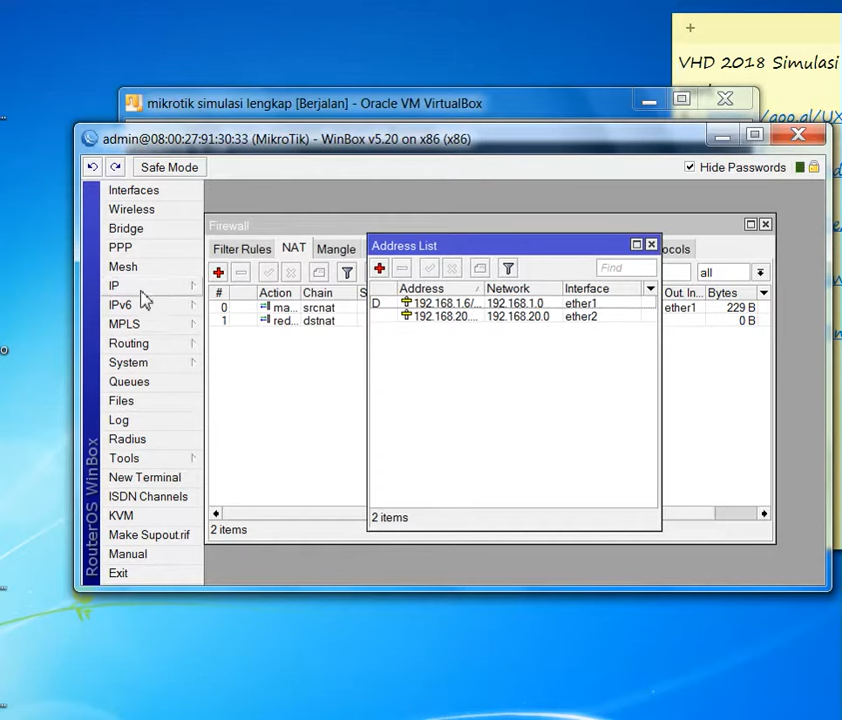 +
VHD 2018 Simulasi
mikrotik simulasi lengkap [Berjalan] - Oracle VM VirtualBox
/goo.gl/UX
admin@08:00:27:91:30:33 (MikroTik) - WinBox v5.20 on x86 (x86)
Safe Mode
Hide Passwords
RouterOS WinBox
Interfaces
Wireless
Bridge
PPP
Mesh
IP
IPv6
MPLS
Routing
System
Queues
Files
Log
Radius
Tools
New Terminal
ISDN Channels
KVM
Make Supout.rif
Manual
Exit
Firewall
Filter Rules NAT Mangle ocols
all
# Action Chain S Out. In... Bytes
0 ma... srcnat ether1 229 B
1 red... dstnat 0 B
2 items
Address List
Find
Address Network Interface
D 192.168.1.6/... 192.168.1.0 ether1
192.168.20.... 192.168.20.0 ether2
2 items